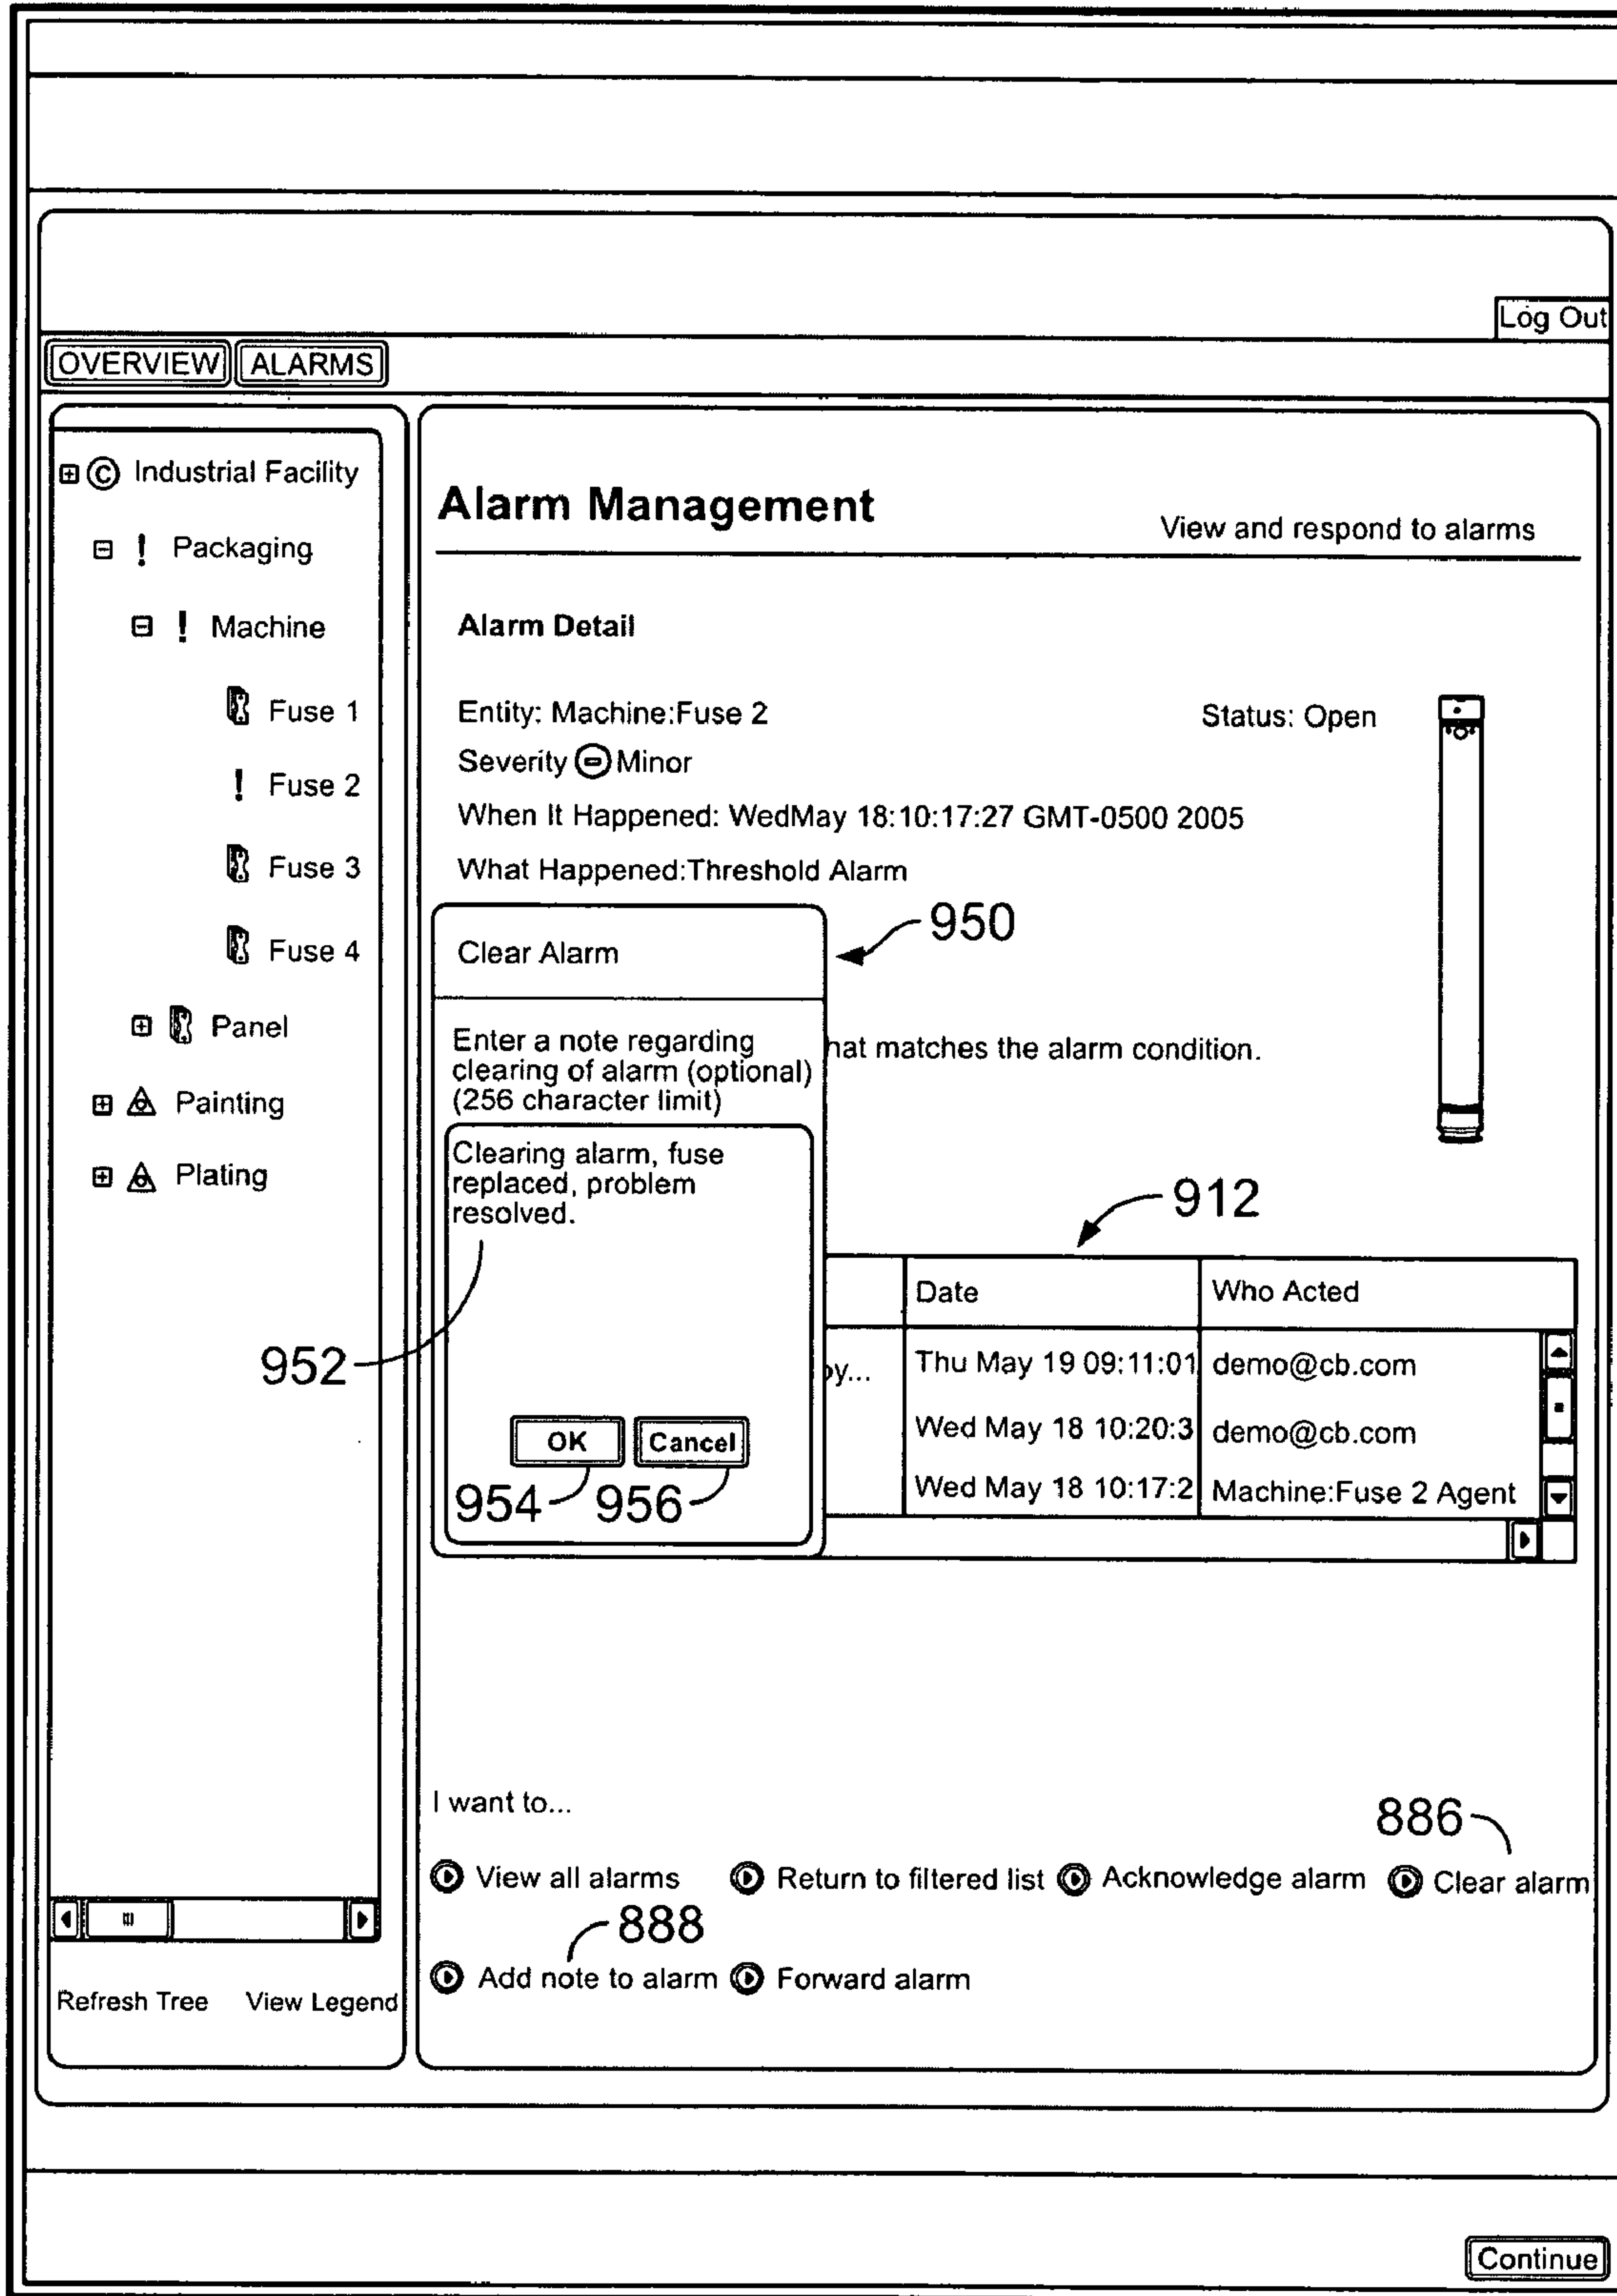 Log Out
OVERVIEW ALARMS
Industrial Facility
! Packaging
! Machine
Fuse 1
! Fuse 2
Fuse 3
Fuse 4
Panel
Painting
Plating
Refresh Tree View Legend
Alarm Management
View and respond to alarms
Alarm Detail
Entity: Machine:Fuse 2 Status: Open
Severity Minor
When It Happened: WedMay 18:10:17:27 GMT-0500 2005
What Happened:Threshold Alarm
950
Clear Alarm
Enter a note regarding
clearing of alarm (optional)
(256 character limit)
hat matches the alarm condition.
Clearing alarm, fuse
replaced, problem
resolved.
952
OK Cancel
954 956
912
Date Who Acted
Thu May 19 09:11:01 demo@cb.com
Wed May 18 10:20:3 demo@cb.com
Wed May 18 10:17:2 Machine:Fuse 2 Agent
I want to...
886
View all alarms Return to filtered list Acknowledge alarm Clear alarm
888
Add note to alarm Forward alarm
Continue